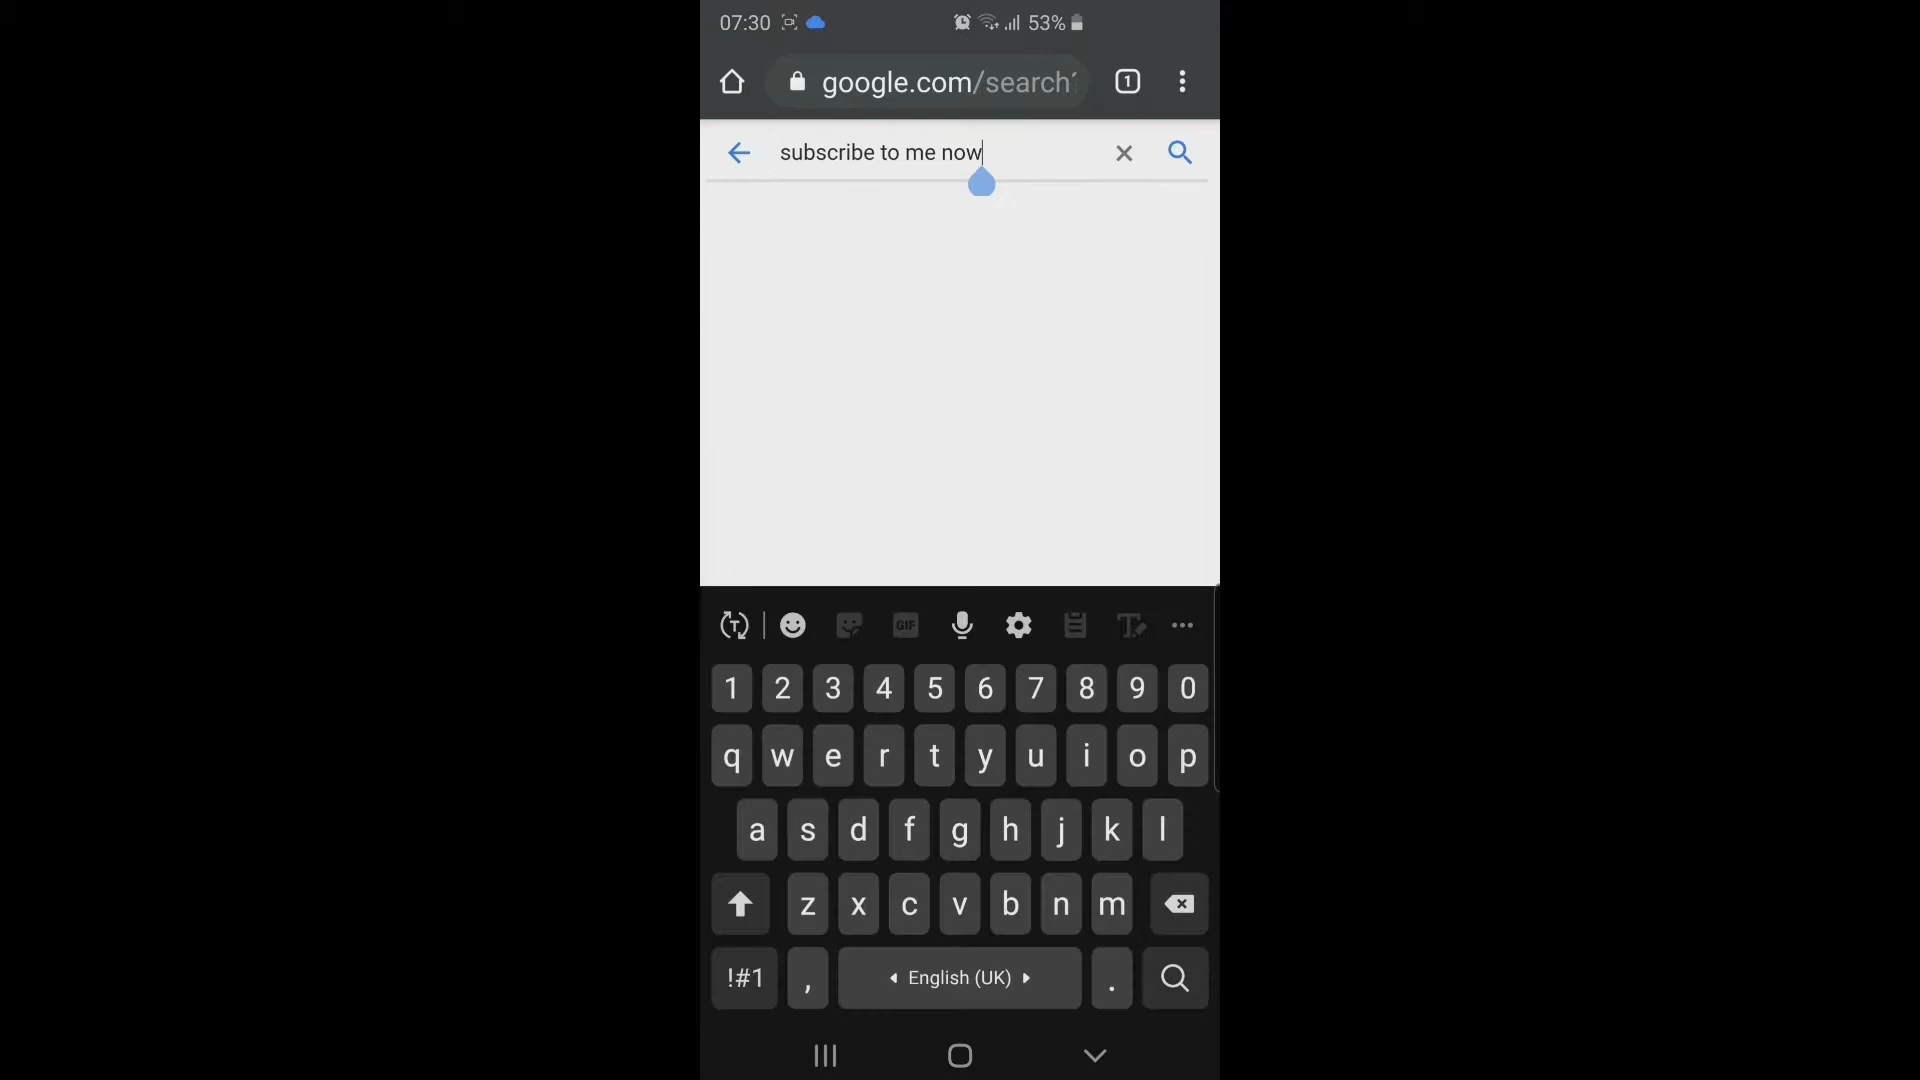 07:30 53%
google.com/search
1
subscribe to me now
T GIF T
1 2 3 4 5 6 7 8 9 0
q w e r t y u i o p
a s d f g h j k l
z x c v b n m
!#1 , English (UK) .